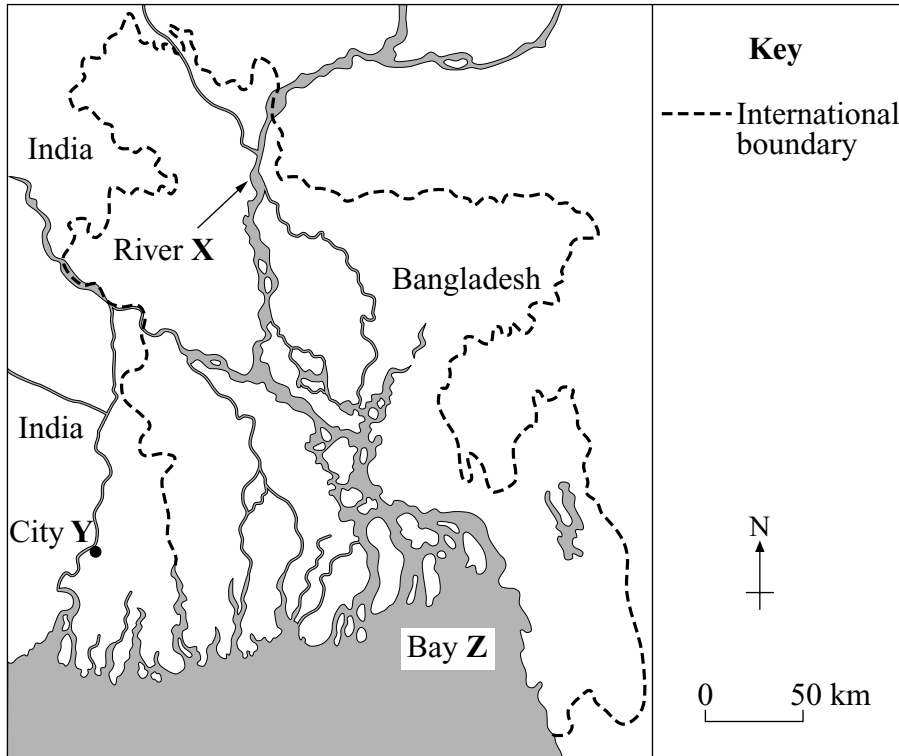 Key
International
boundary
India
River X
Bangladesh
India
City Y
Bay Z
N
0 50 km